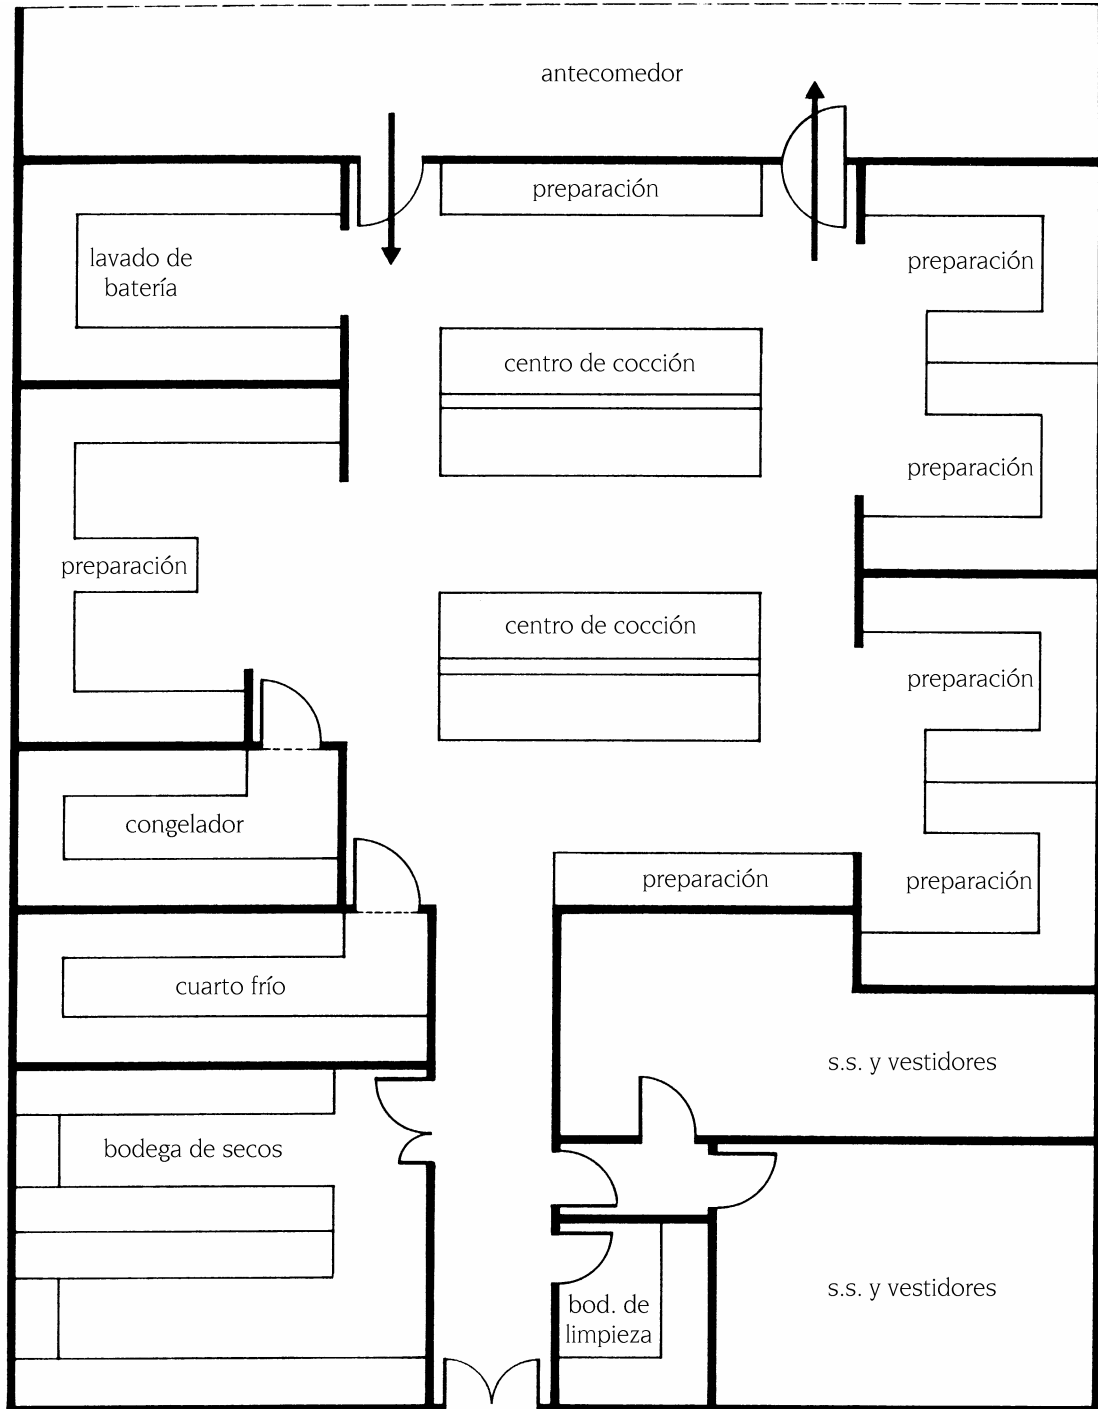 antecomedor
preparación
lavado de
batería
preparación
centro de cocción
preparación
preparación
centro de cocción
preparación
congelador
preparación
preparación
cuarto frío
s.s. y vestidores
bodega de secos
s.s. y vestidores
bod. de
limpieza